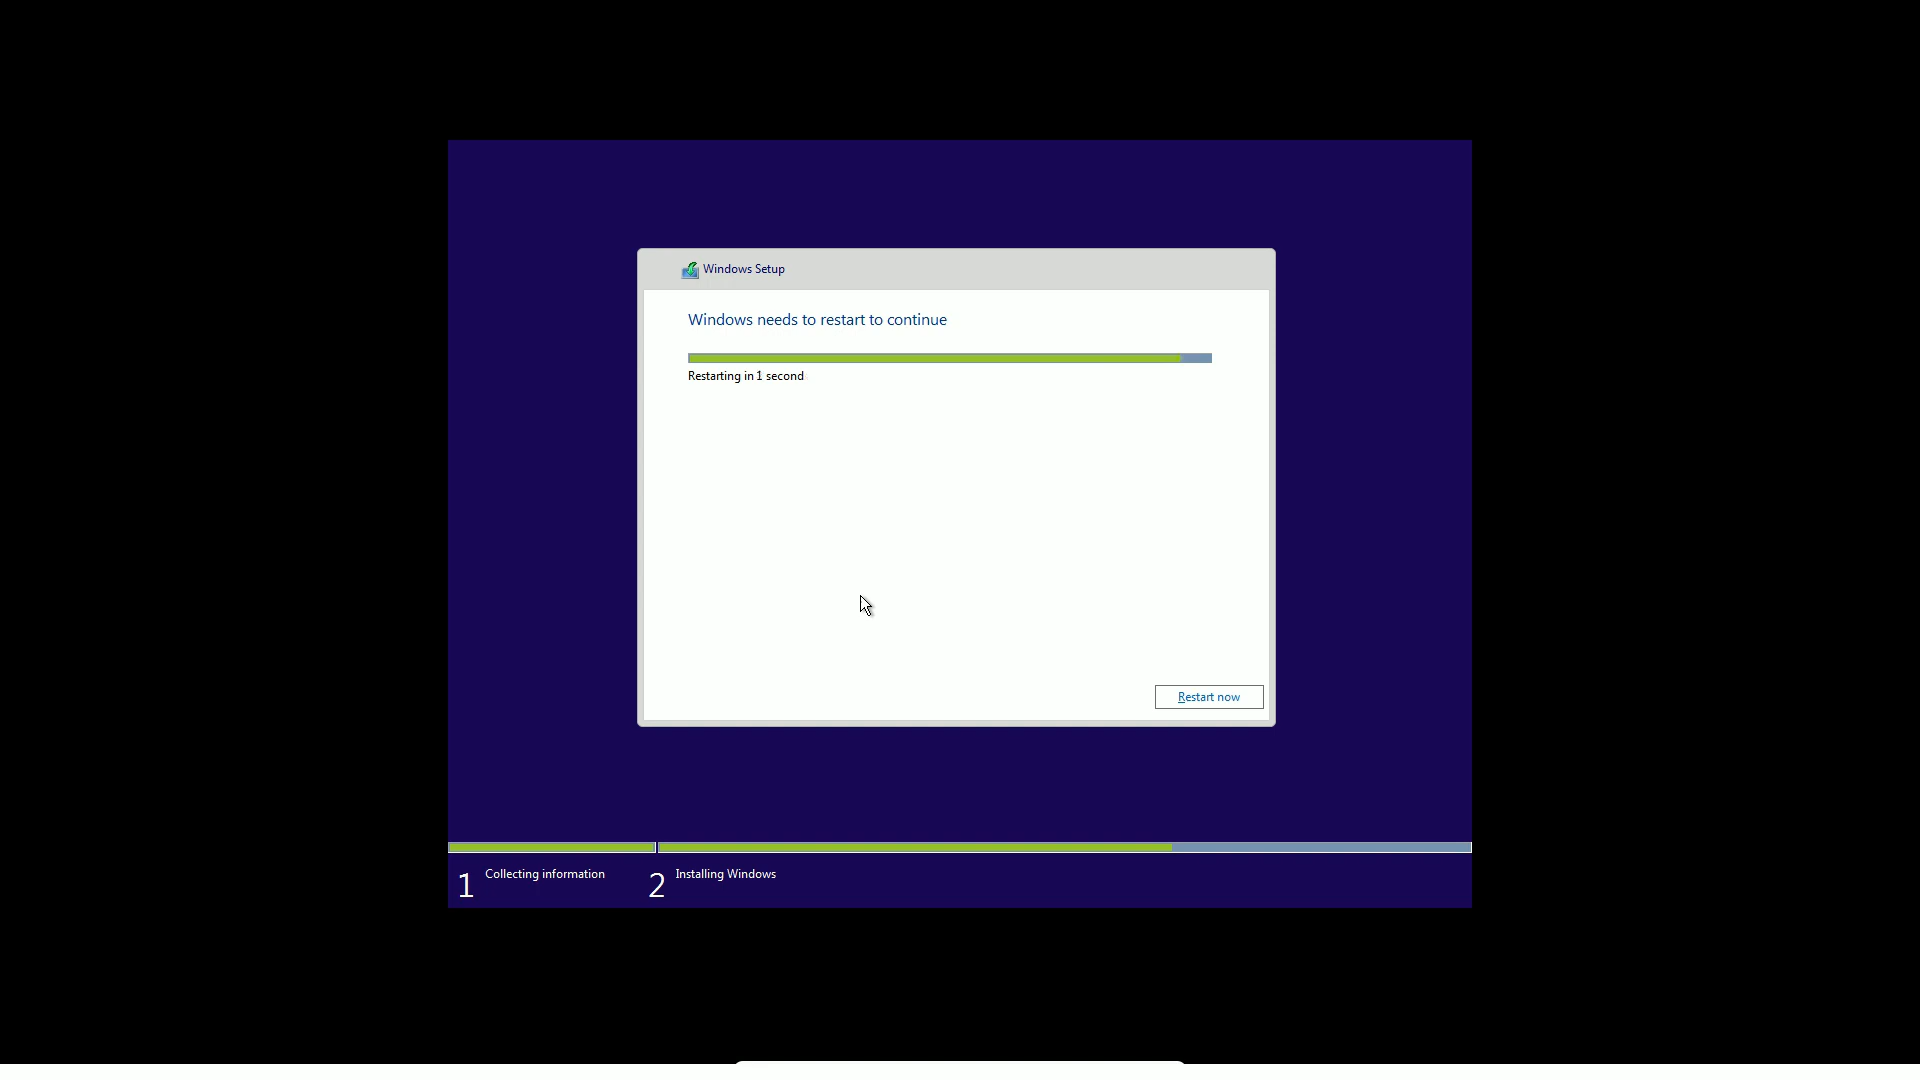 Windows Setup
Windows needs to restart to continue
Restarting in 1 second
Restart now
1 Collecting information 2 Installing Windows